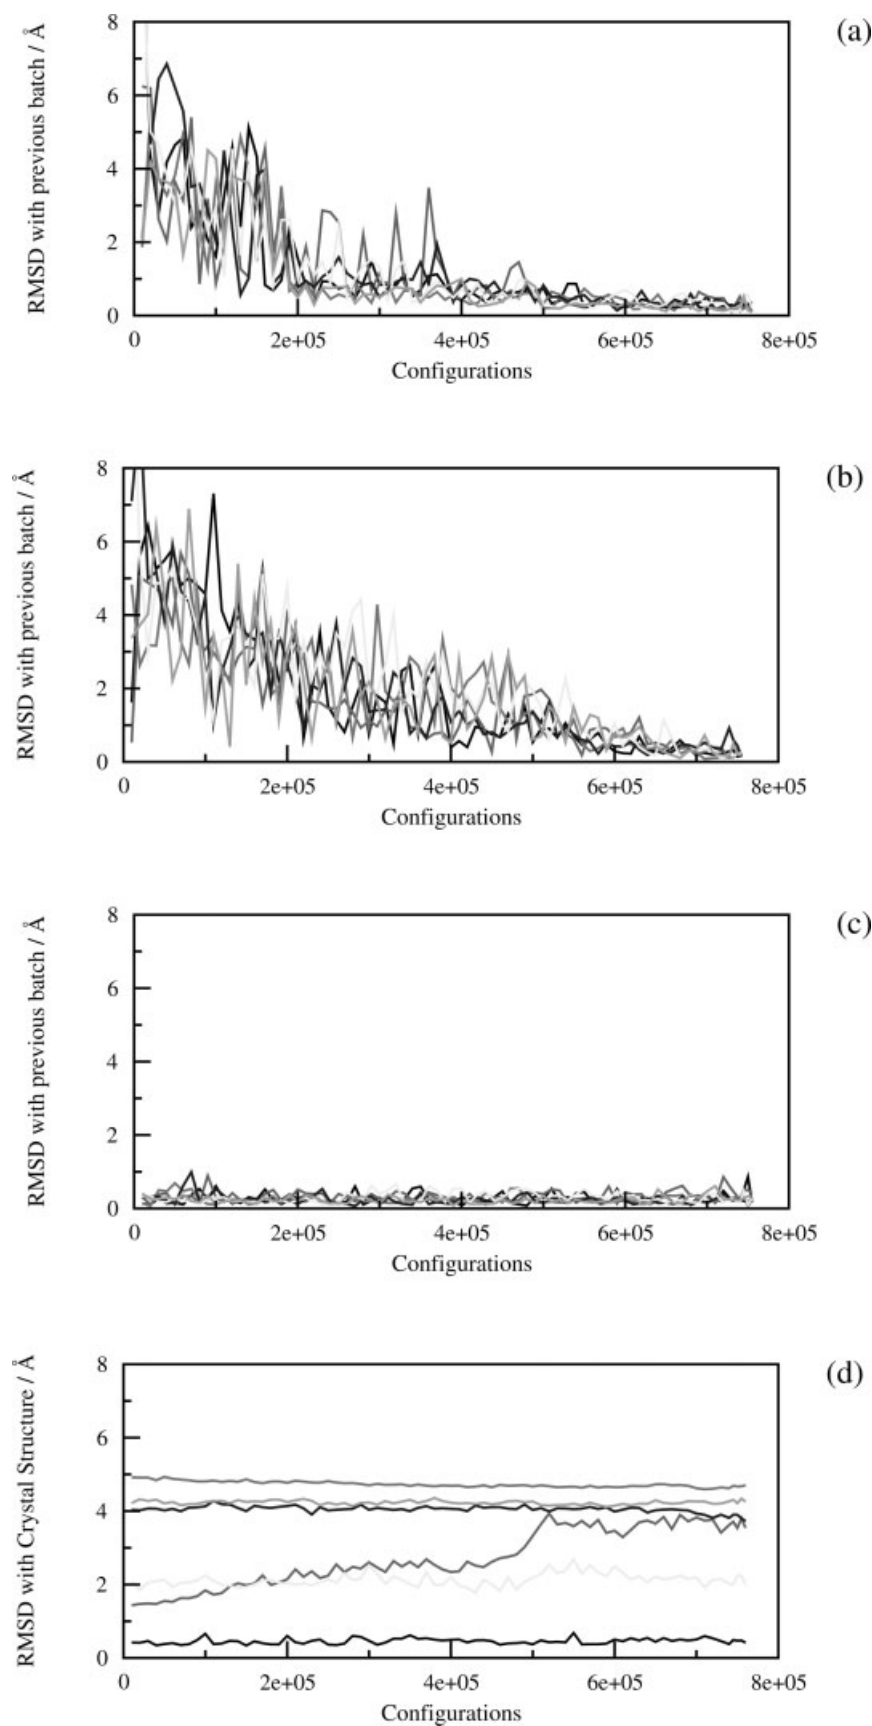 (a)
RMSD with previous batch / Å
8
6
4
2
0
0 2e+05 4e+05 6e+05 8e+05
Configurations
(b)
RMSD with previous batch / Å
8
6
4
2
0
0 2e+05 4e+05 6e+05 8e+05
Configurations
(c)
RMSD with previous batch / Å
8
6
4
2
0
0 2e+05 4e+05 6e+05 8e+05
Configurations
(d)
RMSD with Crystal Structure / Å
8
6
4
2
0
0 2e+05 4e+05 6e+05 8e+05
Configurations